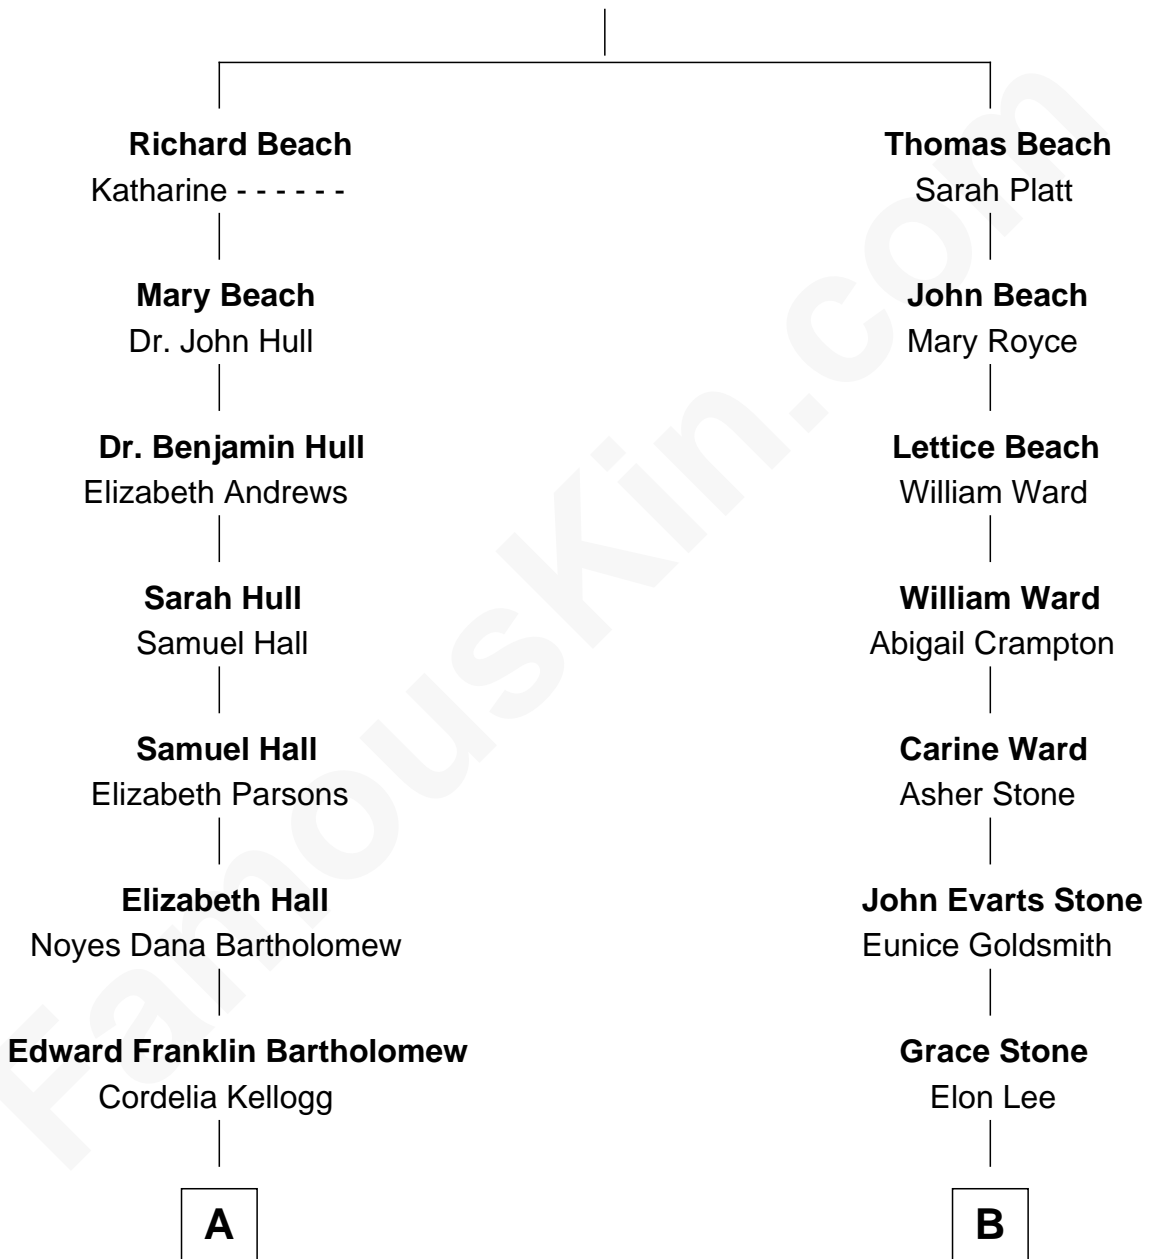 Richard Beach
Katharine - - - - - -
Thomas Beach
Sarah Platt
Mary Beach
Dr. John Hull
John Beach
Mary Royce
Dr. Benjamin Hull
Elizabeth Andrews
Lettice Beach
William Ward
Sarah Hull
Samuel Hall
William Ward
Abigail Crampton
Samuel Hall
Elizabeth Parsons
Carine Ward
Asher Stone
Elizabeth Hall
Noyes Dana Bartholomew
John Evarts Stone
Eunice Goldsmith
Edward Franklin Bartholomew
Cordelia Kellogg
Grace Stone
Elon Lee
A
B
FamousKin.com